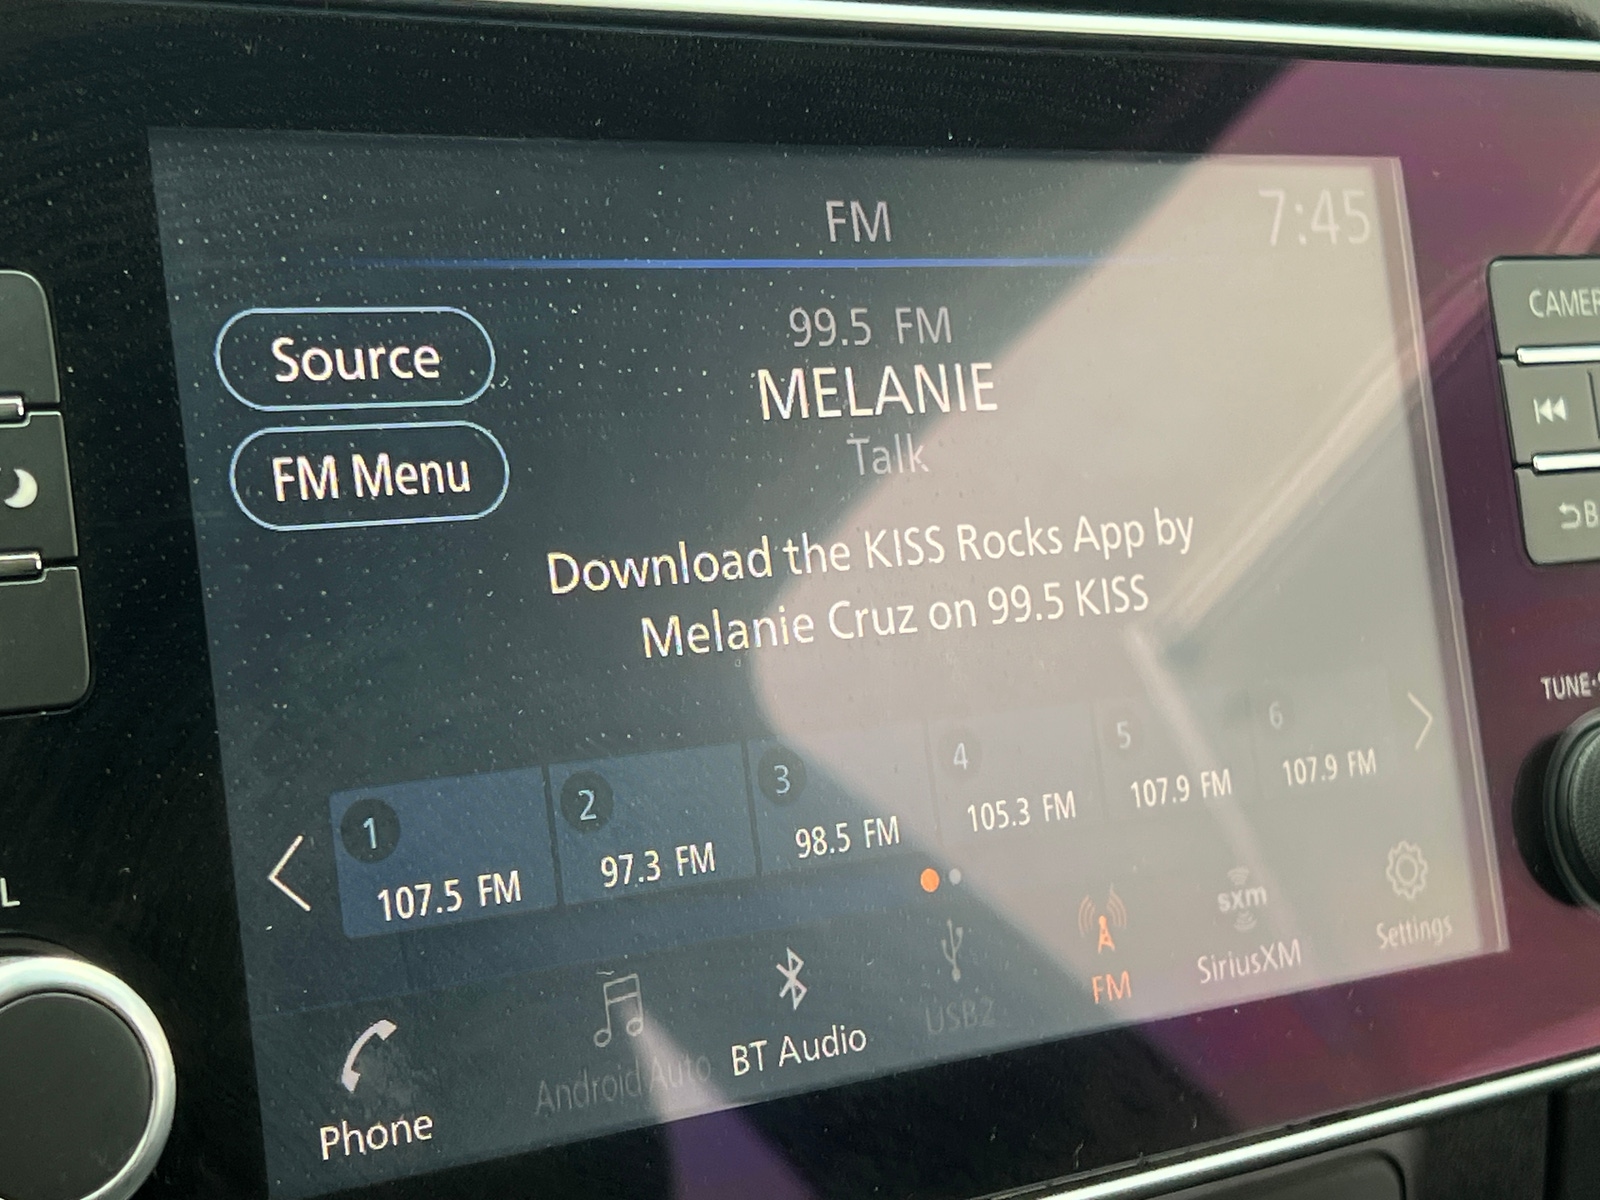 FM
7:45
Source
99.5 FM
MELANIE
FM Menu
Talk
Download the KISS Rocks App by
Melanie Cruz on 99.5 KISS
1
107.5 FM
2
97.3 FM
3
98.5 FM
4
105.3 FM
5
107.9 FM
6
107.9 FM
Phone
Android Auto
BT Audio
USB2
FM
sxm
SiriusXM
Settings
L
CAMER
B
TUNE·